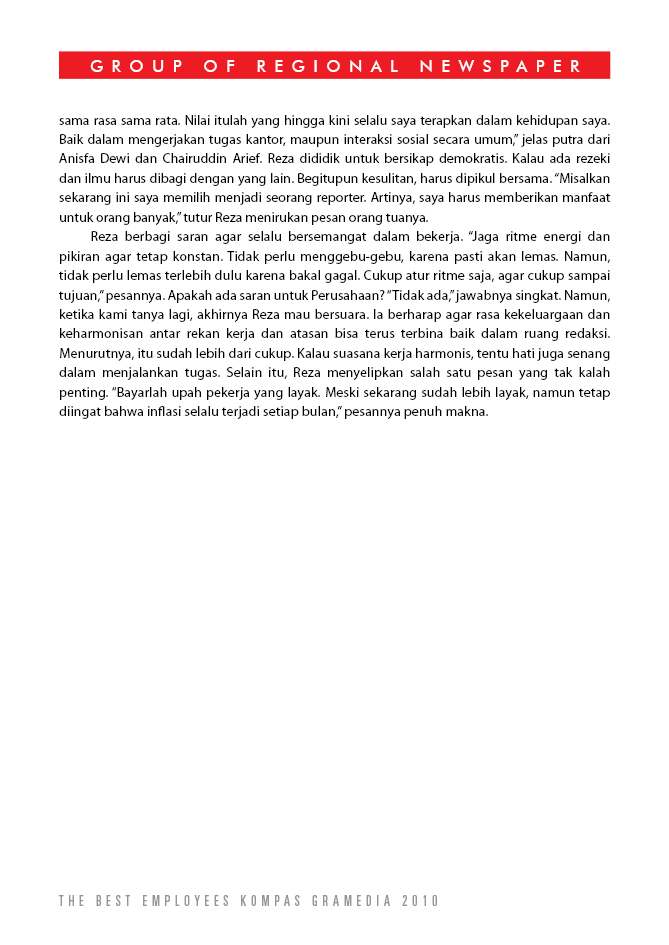 GROUP OF REGIONAL NEWSPAPER
sama rasa sama rata. Nilai itulah yang hingga kini selalu saya terapkan dalam kehidupan saya.
Baik dalam mengerjakan tugas kantor, maupun interaksi sosial secara umum,” jelas putra dari
Anisfa Dewi dan Chairuddin Arief. Reza dididik untuk bersikap demokratis. Kalau ada rezeki
dan ilmu harus dibagi dengan yang lain. Begitupun kesulitan, harus dipikul bersama. “Misalkan
sekarang ini saya memilih menjadi seorang reporter. Artinya, saya harus memberikan manfaat
untuk orang banyak,” tutur Reza menirukan pesan orang tuanya.
Reza berbagi saran agar selalu bersemangat dalam bekerja. “Jaga ritme energi dan
pikiran agar tetap konstan. Tidak perlu menggebu-gebu, karena pasti akan lemas. Namun,
tidak perlu lemas terlebih dulu karena bakal gagal. Cukup atur ritme saja, agar cukup sampai
tujuan,” pesannya. Apakah ada saran untuk Perusahaan? “Tidak ada,” jawabnya singkat. Namun,
ketika kami tanya lagi, akhirnya Reza mau bersuara. Ia berharap agar rasa kekeluargaan dan
keharmonisan antar rekan kerja dan atasan bisa terus terbina baik dalam ruang redaksi.
Menurutnya, itu sudah lebih dari cukup. Kalau suasana kerja harmonis, tentu hati juga senang
dalam menjalankan tugas. Selain itu, Reza menyelipkan salah satu pesan yang tak kalah
penting. “Bayarlah upah pekerja yang layak. Meski sekarang sudah lebih layak, namun tetap
diingat bahwa inflasi selalu terjadi setiap bulan,” pesannya penuh makna.
THE BEST EMPLOYEES KOMPAS GRAMEDIA 2010